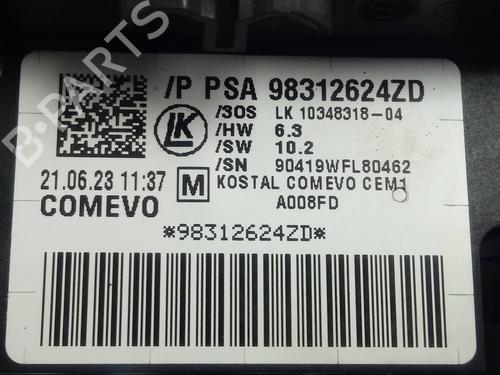 /P PSA 98312624ZD
/3OS LK 10348318-04
/HW 6.3
/SW 10.2
/SN 90419WFL80462
LK
21.06.23 11:37 M KOSTAL COMEVO CEM1
COMEVO A008FD
*98312624ZD*
B-PARTS